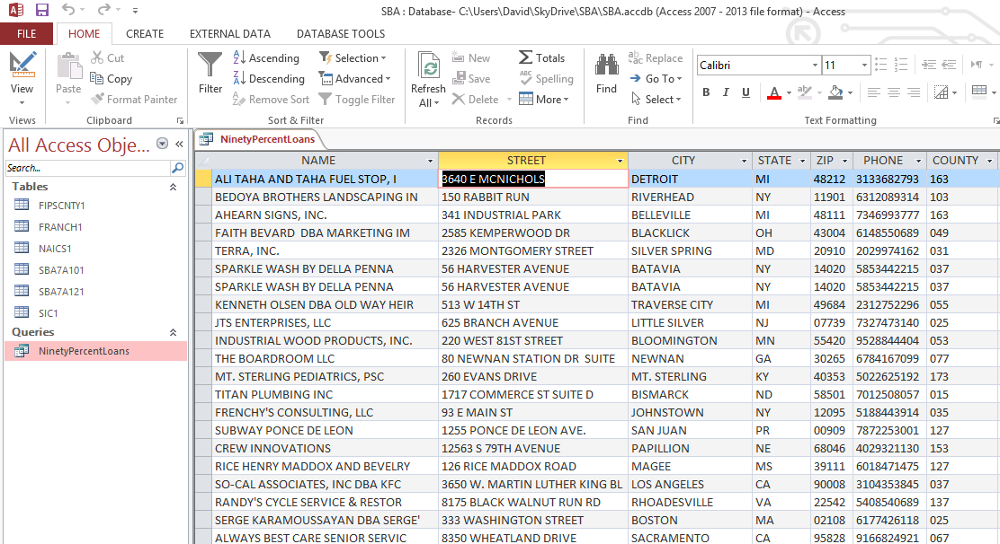 SBA : Database- C:\Users\David\SkyDrive\SBA\SBA.accdb (Access 2007 - 2013 file format) - Access
FILE HOME CREATE EXTERNAL DATA DATABASE TOOLS
View
Views
Paste
Cut
Copy
Format Painter
Clipboard
Filter
Ascending
Descending
Remove Sort
Selection
Advanced
Toggle Filter
Sort & Filter
Refresh
All
New
Save
Delete
Totals
Spelling
More
Records
Find
Replace
Go To
Select
Find
Calibri 11
B I U A
Text Formatting
All Access Obje...
Search...
Tables
FIPSCNTY1
FRANCH1
NAICS1
SBA7A101
SBA7A121
SIC1
Queries
NinetyPercentLoans
NinetyPercentLoans
NAME STREET CITY STATE ZIP PHONE COUNTY
ALI TAHA AND TAHA FUEL STOP, I 3640 E MCNICHOLS DETROIT MI 48212 3133682793 163
BEDOYA BROTHERS LANDSCAPING IN 150 RABBIT RUN RIVERHEAD NY 11901 6312089314 103
AHEARN SIGNS, INC. 341 INDUSTRIAL PARK BELLEVILLE MI 48111 7346993777 163
FAITH BEVARD  DBA MARKETING IM 2585 KEMPERWOOD DR BLACKLICK OH 43004 6148550689 049
TERRA, INC. 2326 MONTGOMERY STREET SILVER SPRING MD 20910 2029974162 031
SPARKLE WASH BY DELLA PENNA 56 HARVESTER AVENUE BATAVIA NY 14020 5853442215 037
SPARKLE WASH BY DELLA PENNA 56 HARVESTER AVENUE BATAVIA NY 14020 5853442215 037
KENNETH OLSEN DBA OLD WAY HEIR 513 W 14TH ST TRAVERSE CITY MI 49684 2312752296 055
JTS ENTERPRISES, LLC 625 BRANCH AVENUE LITTLE SILVER NJ 07739 7327473140 025
INDUSTRIAL WOOD PRODUCTS, INC. 220 WEST 81ST STREET BLOOMINGTON MN 55420 9528844404 053
THE BOARDROOM LLC 80 NEWNAN STATION DR  SUITE NEWNAN GA 30265 6784167099 077
MT. STERLING PEDIATRICS, PSC 260 EVANS DRIVE MT. STERLING KY 40353 5022625192 173
TITAN PLUMBING INC 1717 COMMERCE ST SUITE D BISMARCK ND 58501 7012508057 015
FRENCHY'S CONSULTING, LLC 93 E MAIN ST JOHNSTOWN NY 12095 5188443914 035
SUBWAY PONCE DE LEON 1255 PONCE DE LEON AVE. SAN JUAN PR 00909 7872253001 127
CREW INNOVATIONS 12563 S 79TH AVENUE PAPILLION NE 68046 4029321130 153
RICE HENRY MADDOX AND BEVELRY 126 RICE MADDOX ROAD MAGEE MS 39111 6018471475 127
SO-CAL ASSOCIATES, INC DBA KFC 3650 W. MARTIN LUTHER KING BL LOS ANGELES CA 90008 3104353845 037
RANDY'S CYCLE SERVICE & RESTOR 8175 BLACK WALNUT RUN RD RHOADESVILLE VA 22542 5408540689 137
SERGE KARAMOUSSAYAN DBA SERGE' 333 WASHINGTON STREET BOSTON MA 02108 6177426118 025
ALWAYS BEST CARE SENIOR SERVIC 8350 WHEATLAND DRIVE SACRAMENTO CA 95828 9166824921 067